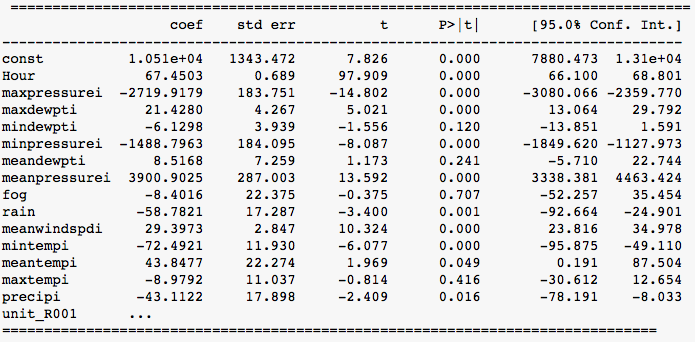 ==============================================================================
                   coef    std err          t      P>|t|      [95.0% Conf. Int.]
------------------------------------------------------------------------------
const         1.051e+04   1343.472      7.826      0.000      7880.473  1.31e+04
Hour            67.4503      0.689     97.909      0.000        66.100    68.801
maxpressurei -2719.9179    183.751    -14.802      0.000     -3080.066 -2359.770
maxdewpti       21.4280      4.267      5.021      0.000        13.064    29.792
mindewpti       -6.1298      3.939     -1.556      0.120       -13.851     1.591
minpressurei -1488.7963    184.095     -8.087      0.000     -1849.620 -1127.973
meandewpti       8.5168      7.259      1.173      0.241        -5.710    22.744
meanpressurei 3900.9025    287.003     13.592      0.000      3338.381  4463.424
fog             -8.4016     22.375     -0.375      0.707       -52.257    35.454
rain           -58.7821     17.287     -3.400      0.001       -92.664   -24.901
meanwindspdi    29.3973      2.847     10.324      0.000        23.816    34.978
mintempi       -72.4921     11.930     -6.077      0.000       -95.875   -49.110
meantempi       43.8477     22.274      1.969      0.049         0.191    87.504
maxtempi        -8.9792     11.037     -0.814      0.416       -30.612    12.654
precipi        -43.1122     17.898     -2.409      0.016       -78.191    -8.033
unit_R001     ...
==============================================================================